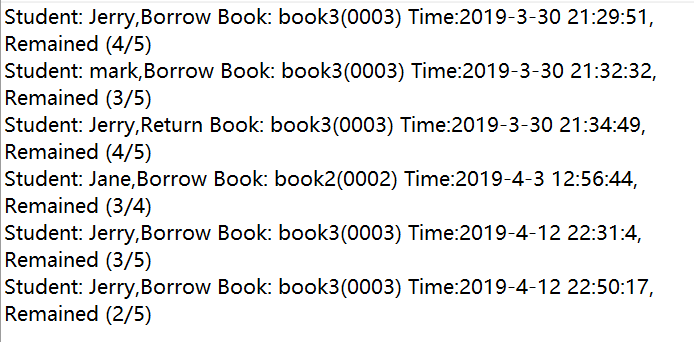 Student: Jerry,Borrow Book: book3(0003) Time:2019-3-30 21:29:51,
Remained (4/5)
Student: mark,Borrow Book: book3(0003) Time:2019-3-30 21:32:32,
Remained (3/5)
Student: Jerry,Return Book: book3(0003) Time:2019-3-30 21:34:49,
Remained (4/5)
Student: Jane,Borrow Book: book2(0002) Time:2019-4-3 12:56:44,
Remained (3/4)
Student: Jerry,Borrow Book: book3(0003) Time:2019-4-12 22:31:4,
Remained (3/5)
Student: Jerry,Borrow Book: book3(0003) Time:2019-4-12 22:50:17,
Remained (2/5)